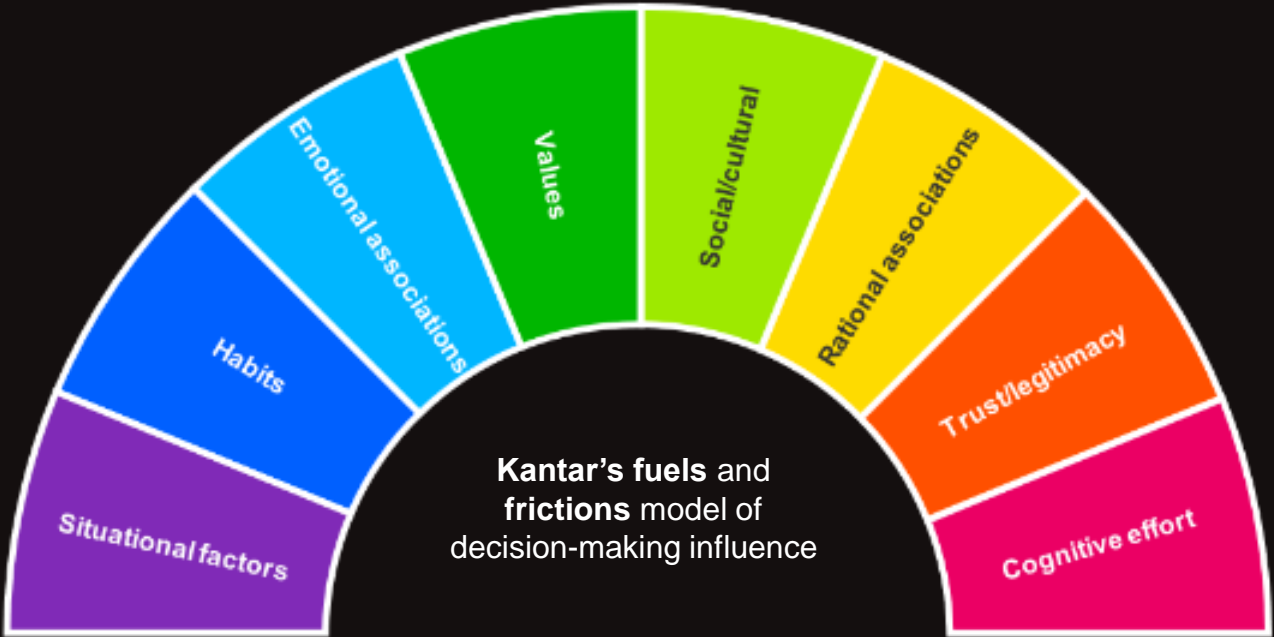 Situational factors
Habits
Emotional associations
Values
Social/cultural
Rational associations
Trust/legitimacy
Cognitive effort
Kantar’s fuels and
frictions model of
decision-making influence